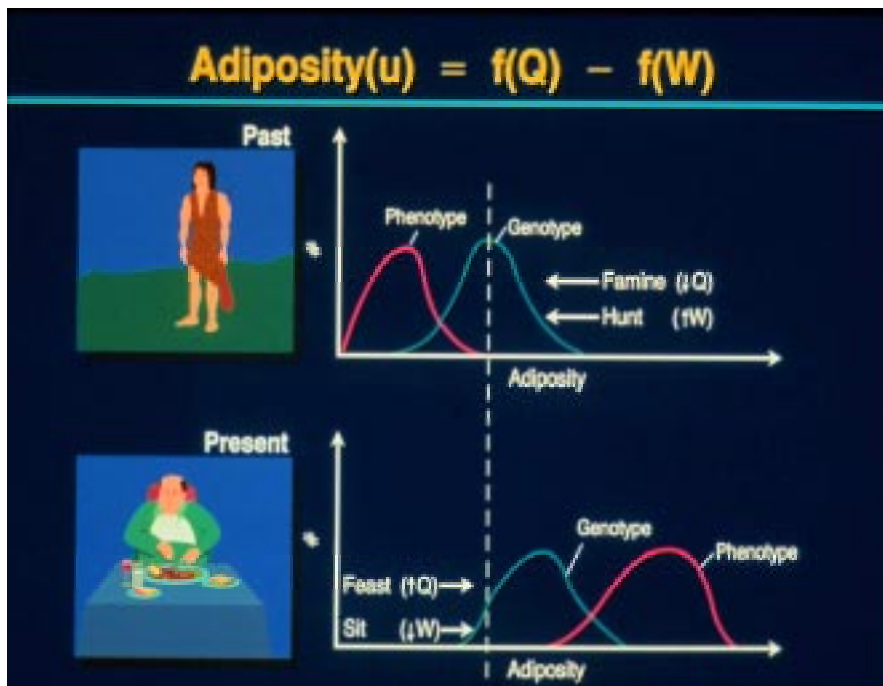 Adiposity(u) = f(Q) – f(W)
Past
Phenotype
Genotype
%
Famine (↓Q)
Hunt (↑W)
Adiposity
Present
Genotype
Phenotype
%
Feast (↑Q)
Sit (↓W)
Adiposity